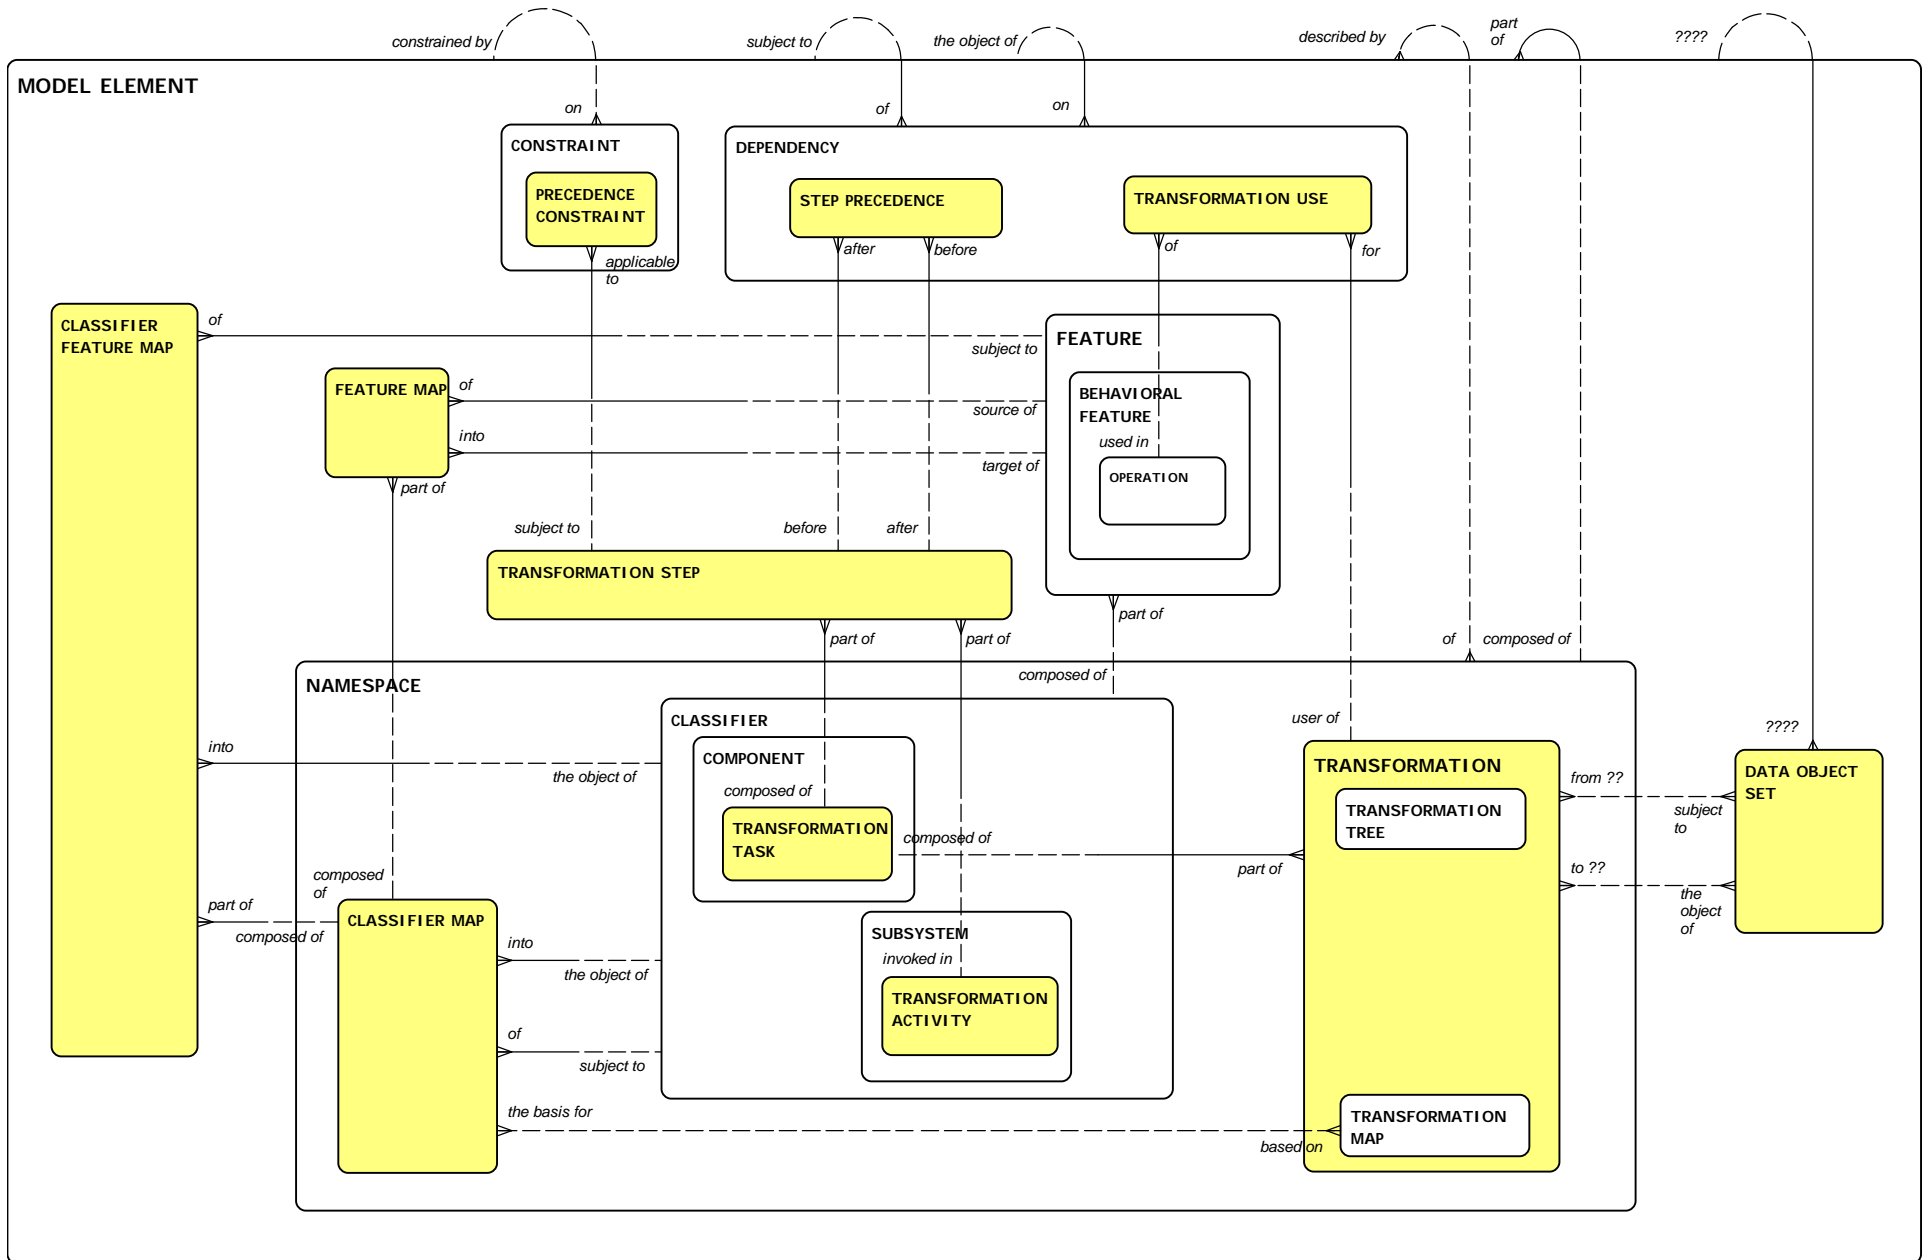 constrained by
subject to
the object of
described by
part
of
????
MODEL ELEMENT
on
of
on
CONSTRAINT
PRECEDENCE
CONSTRAINT
applicable
to
DEPENDENCY
STEP PRECEDENCE
after
before
TRANSFORMATION USE
of
for
CLASSIFIER
FEATURE MAP
of
subject to
FEATURE MAP
of
source of
into
target of
part of
FEATURE
BEHAVIORAL
FEATURE
used in
OPERATION
subject to
before
after
TRANSFORMATION STEP
part of
part of
part of
composed of
of
composed of
NAMESPACE
CLASSIFIER
COMPONENT
composed of
TRANSFORMATION
TASK
composed of
part of
user of
TRANSFORMATION
TRANSFORMATION
TREE
from ??
subject
to
to ??
the
object
of
????
DATA OBJECT
SET
into
the object of
composed
of
part of
composed of
CLASSIFIER MAP
into
the object of
SUBSYSTEM
invoked in
TRANSFORMATION
ACTIVITY
of
subject to
the basis for
based on
TRANSFORMATION
MAP